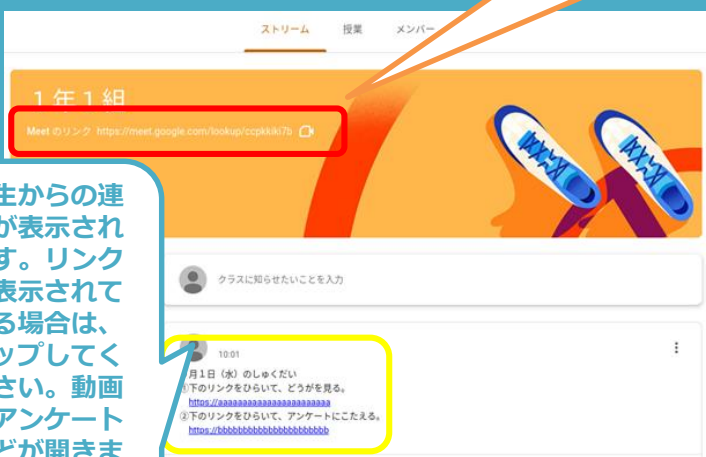 ストリーム 授業 メンバー
1年1組
Meet のリンク https://meet.google.com/lookup/ccpkkiki7b
生からの連
が表示され
す。リンク
表示されて
る場合は、
ップしてく
さい。動画
アンケート
どが開きま
クラスに知らせたいことを入力
10:01
月1日（水）のしゅくだい
①下のリンクをひらいて、どうがを見る。
https://aaaaaaaaaaaaaaaaaaaaaaa
②下のリンクをひらいて、アンケートにこたえる。
https://bbbbbbbbbbbbbbbbbbbbbb